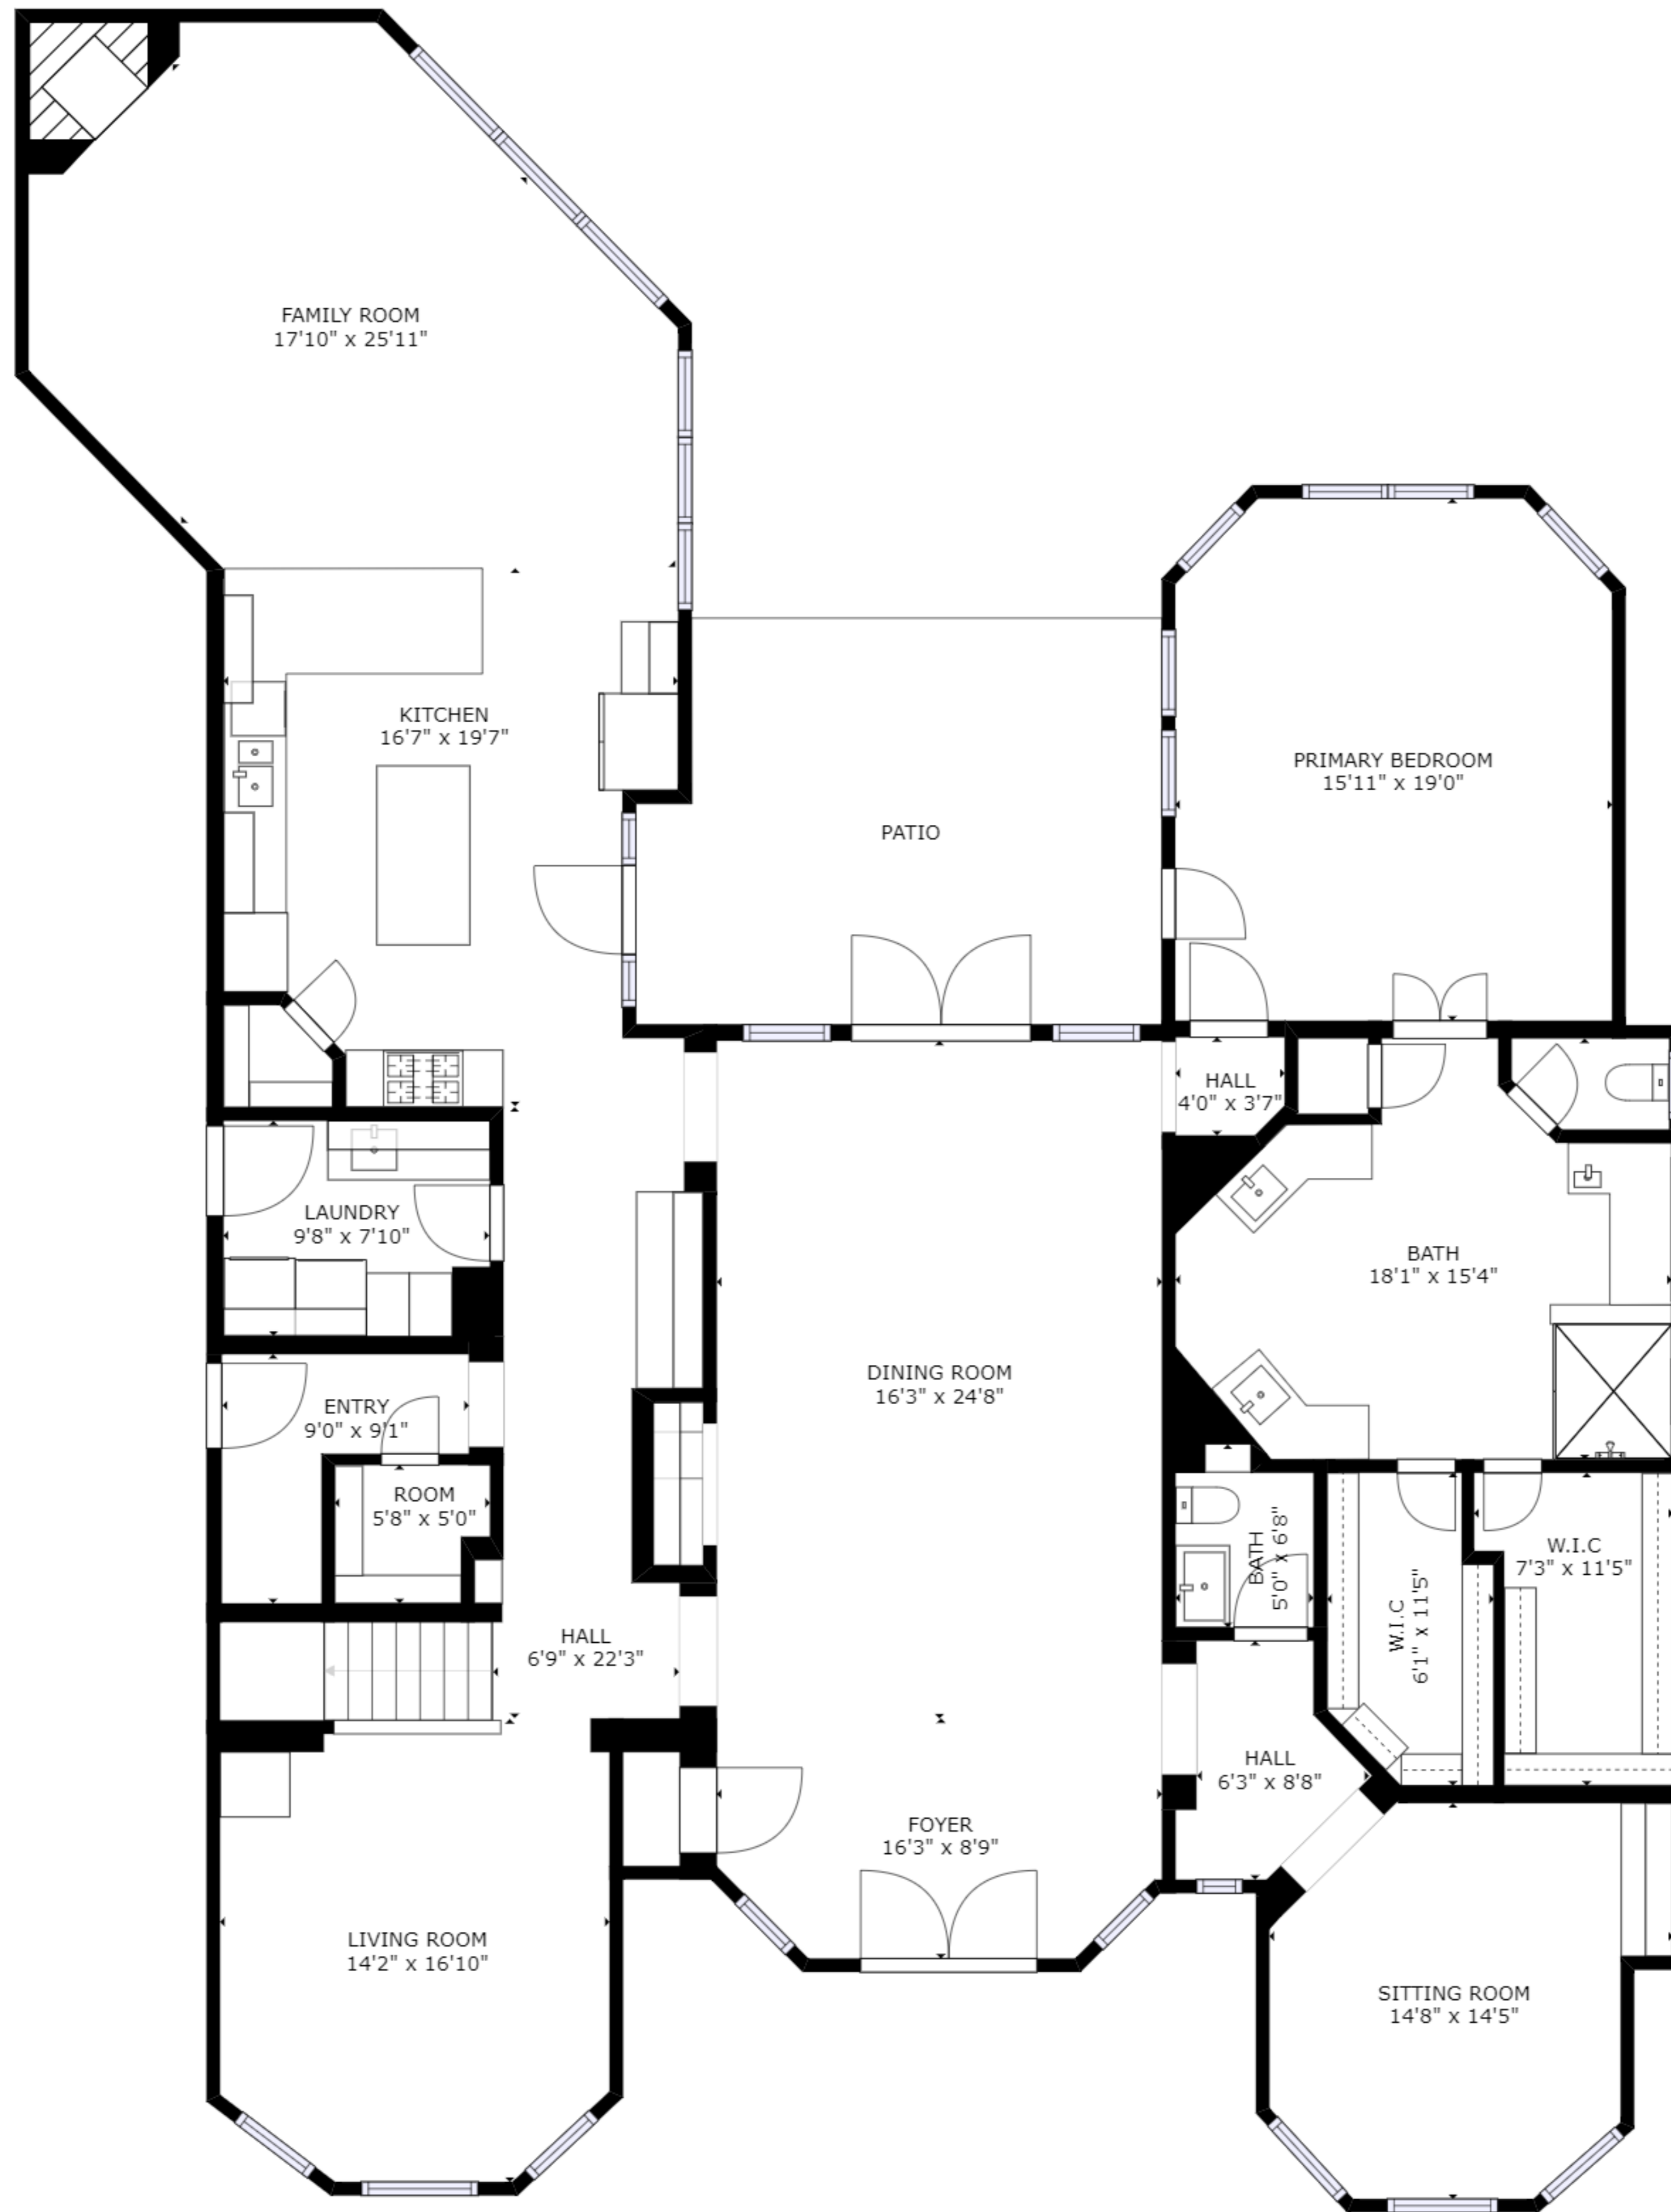 FAMILY ROOM
17'10" x 25'11"
KITCHEN
16'7" x 19'7"
PRIMARY BEDROOM
15'11" x 19'0"
PATIO
HALL
4'0" x 3'7"
LAUNDRY
9'8" x 7'10"
BATH
18'1" x 15'4"
DINING ROOM
16'3" x 24'8"
ENTRY
9'0" x 9'1"
ROOM
5'8" x 5'0"
BATH
5'0" x 6'8"
W.I.C
7'3" x 11'5"
W.I.C
6'1" x 11'5"
HALL
6'9" x 22'3"
HALL
6'3" x 8'8"
FOYER
16'3" x 8'9"
LIVING ROOM
14'2" x 16'10"
SITTING ROOM
14'8" x 14'5"